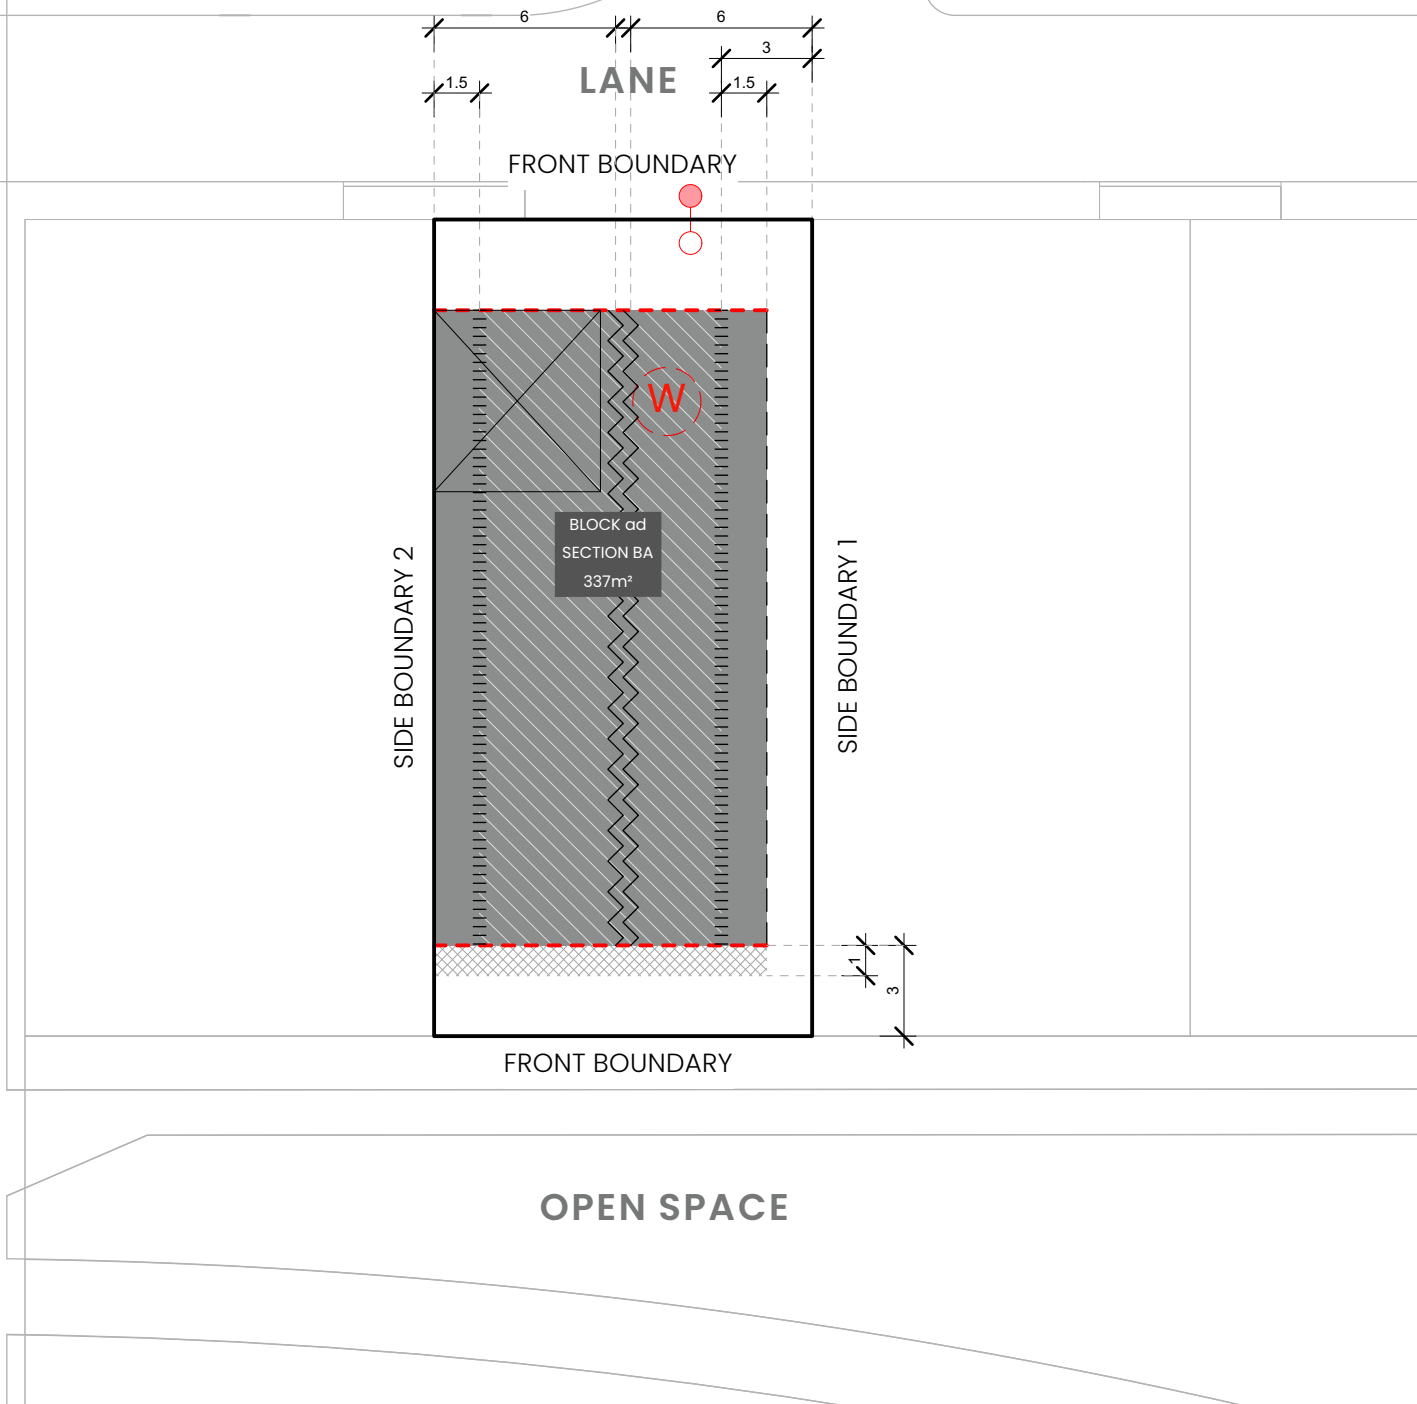 6
6
3
LANE
1.5
1.5
FRONT BOUNDARY
W
BLOCK ad
SECTION BA
337m²
SIDE BOUNDARY 2
SIDE BOUNDARY 1
1
3
FRONT BOUNDARY
OPEN SPACE